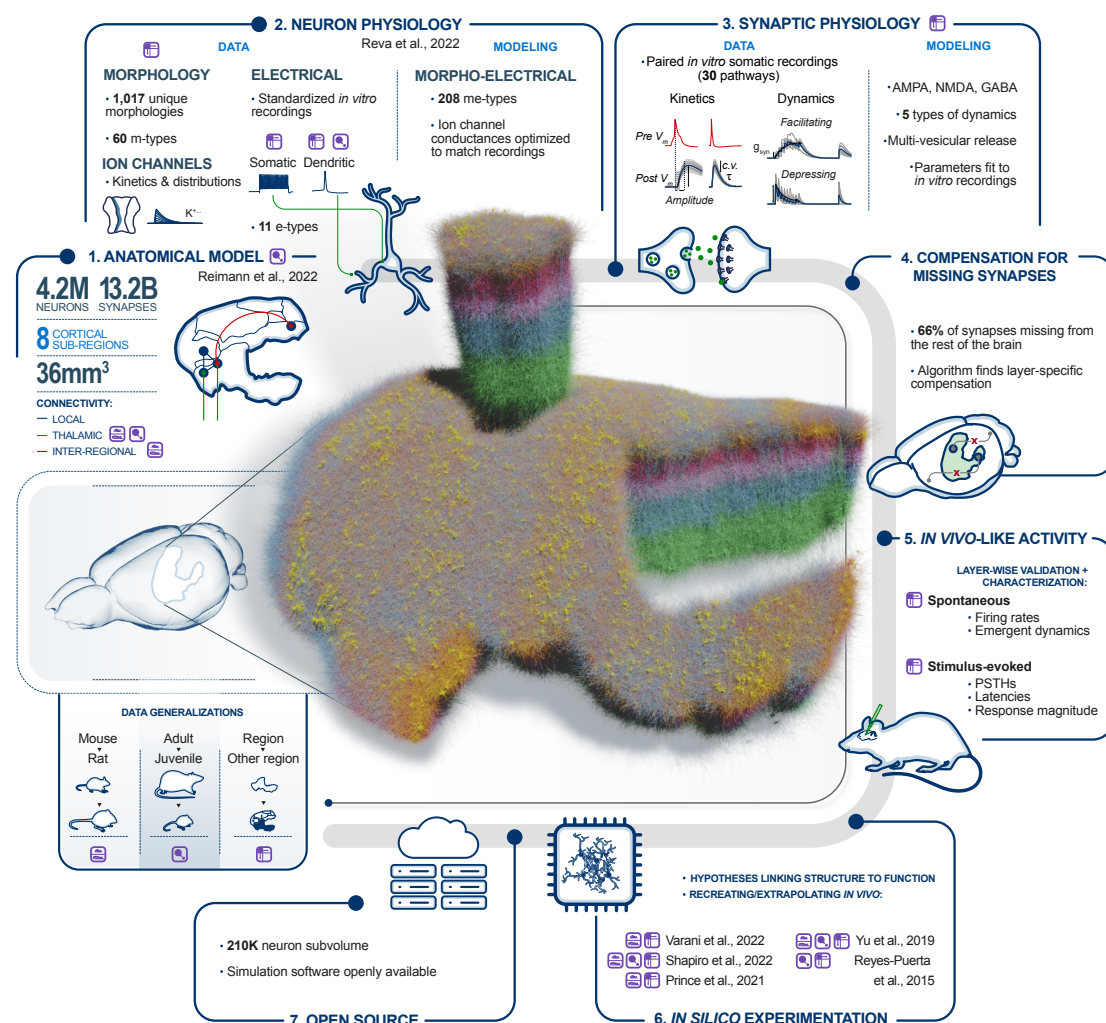 2. NEURON PHYSIOLOGY
Reva et al., 2022
DATA
MODELING
MORPHOLOGY
• 1,017 unique
morphologies
• 60 m-types
ELECTRICAL
• Standardized in vitro
recordings
Somatic
Dendritic
• 11 e-types
ION CHANNELS
• Kinetics & distributions
MORPHO-ELECTRICAL
• 208 me-types
• Ion channel
conductances optimized
to match recordings
3. SYNAPTIC PHYSIOLOGY
DATA
• Paired in vitro somatic recordings
(30 pathways)
Kinetics
Pre Vm
Post Vm
c.v.
τ
Amplitude
Dynamics
Facilitating
gsyn
Depressing
MODELING
• AMPA, NMDA, GABA
• 5 types of dynamics
• Multi-vesicular release
• Parameters fit to
in vitro recordings
1. ANATOMICAL MODEL
Reimann et al., 2022
4.2M 13.2B
NEURONS SYNAPSES
8 CORTICAL
SUB-REGIONS
36mm³
CONNECTIVITY:
LOCAL
THALAMIC
INTER-REGIONAL
4. COMPENSATION FOR
MISSING SYNAPSES
• 66% of synapses missing from
the rest of the brain
• Algorithm finds layer-specific
compensation
x
x
5. IN VIVO-LIKE ACTIVITY
LAYER-WISE VALIDATION +
CHARACTERIZATION:
Spontaneous
• Firing rates
• Emergent dynamics
Stimulus-evoked
• PSTHs
• Latencies
• Response magnitude
DATA GENERALIZATIONS
Mouse
Rat
Adult
Juvenile
Region
Other region
• HYPOTHESES LINKING STRUCTURE TO FUNCTION
• RECREATING/EXTRAPOLATING IN VIVO:
Varani et al., 2022
Shapiro et al., 2022
Prince et al., 2021
Yu et al., 2019
Reyes-Puerta
et al., 2015
6. IN SILICO EXPERIMENTATION
• 210K neuron subvolume
• Simulation software openly available
7. OPEN SOURCE